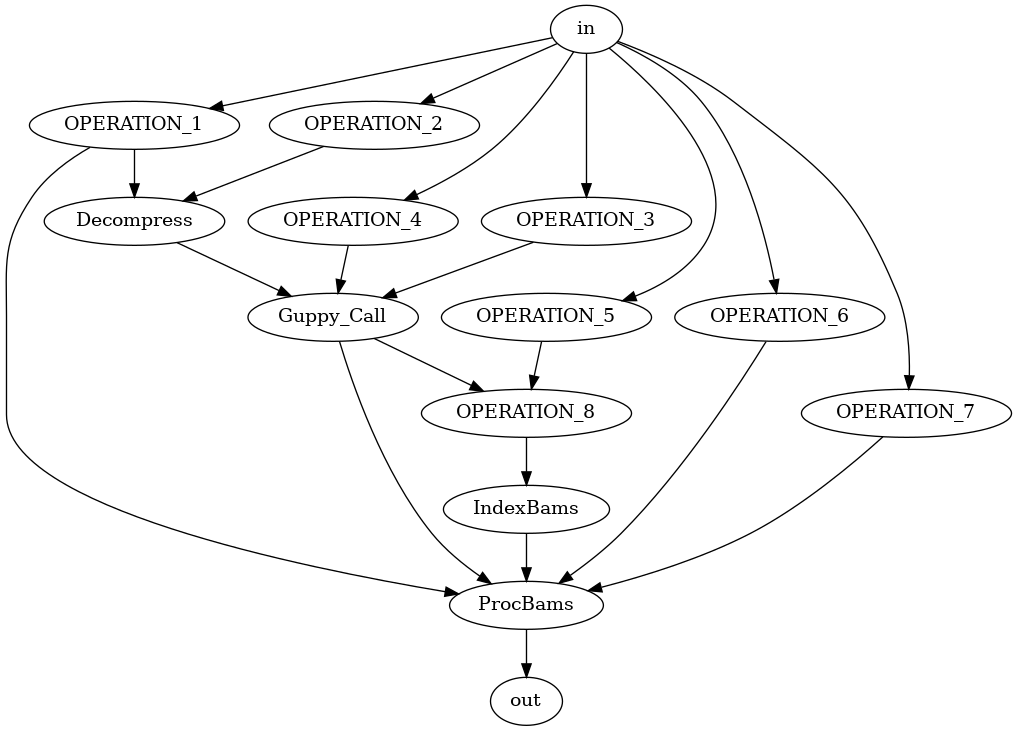 in
OPERATION_1
OPERATION_2
Decompress
OPERATION_4
OPERATION_3
Guppy_Call
OPERATION_5
OPERATION_6
OPERATION_8
OPERATION_7
IndexBams
ProcBams
out